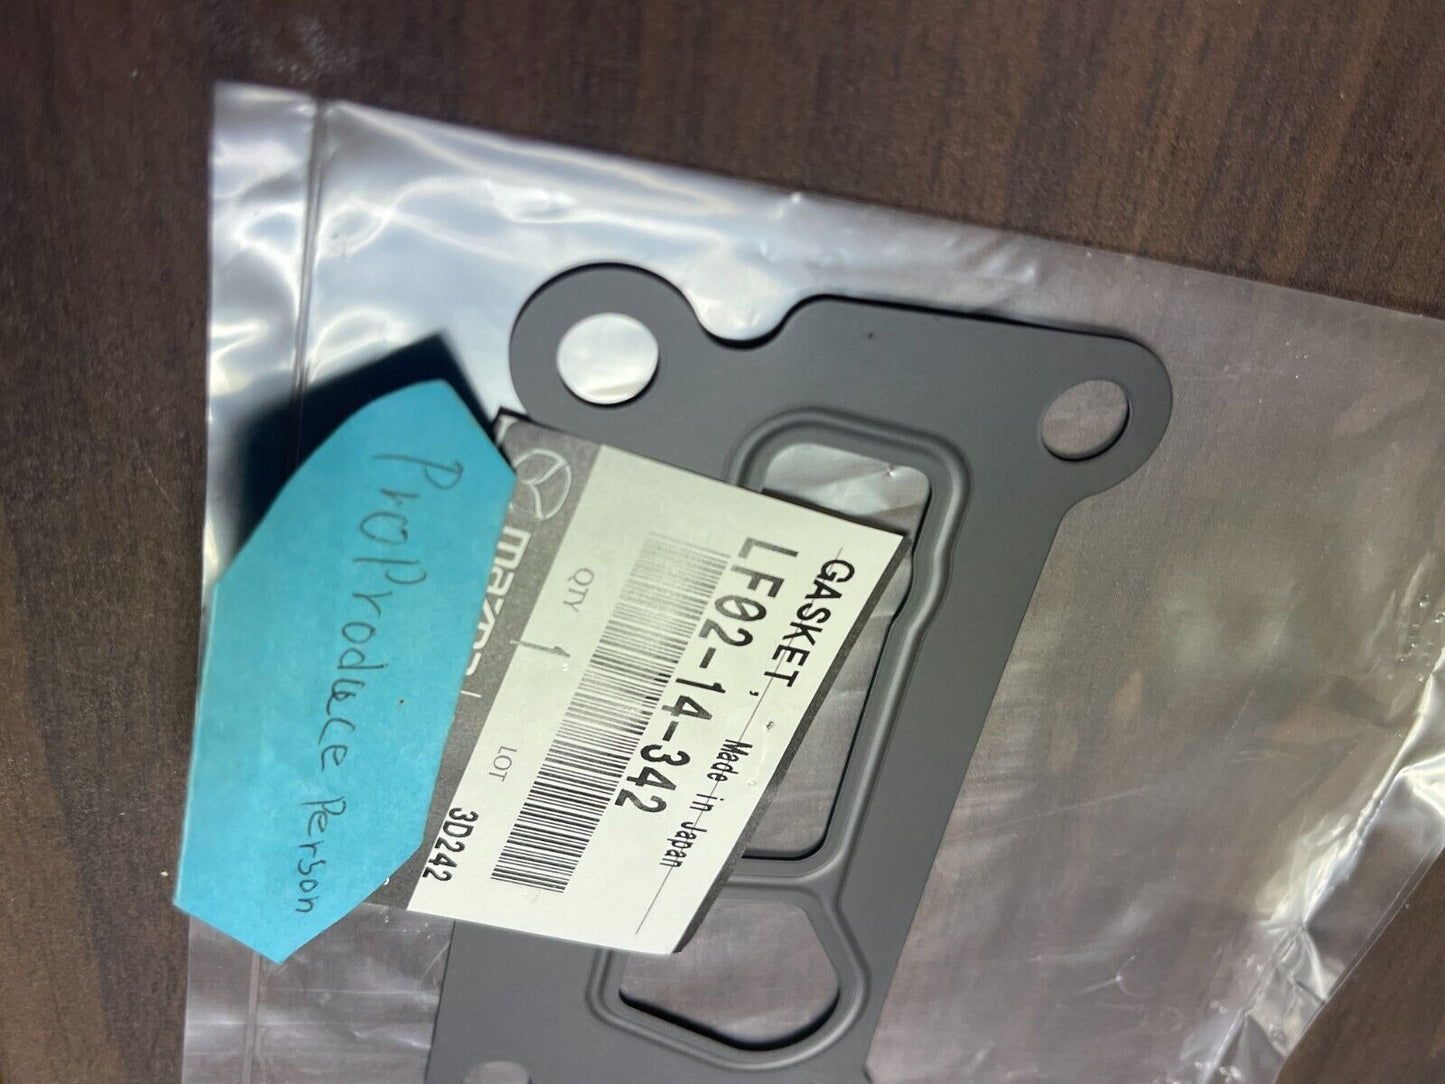 GASKET,
LF02-14-342
Made in Japan
QTY 1
LOT 3D242
mazda
ProProduce Person